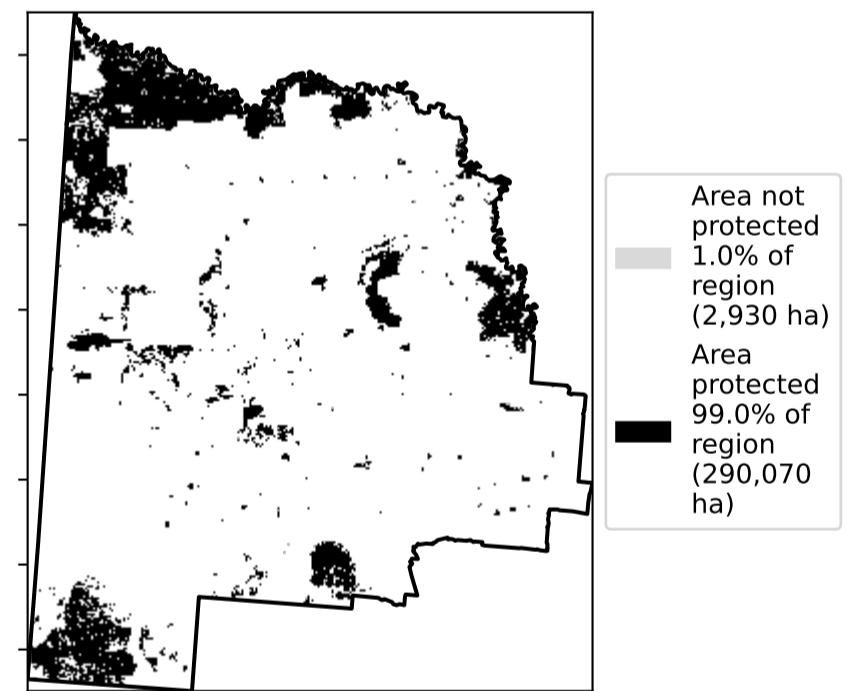 Area not
protected
1.0% of
region
(2,930 ha)
Area
protected
99.0% of
region
(290,070
ha)